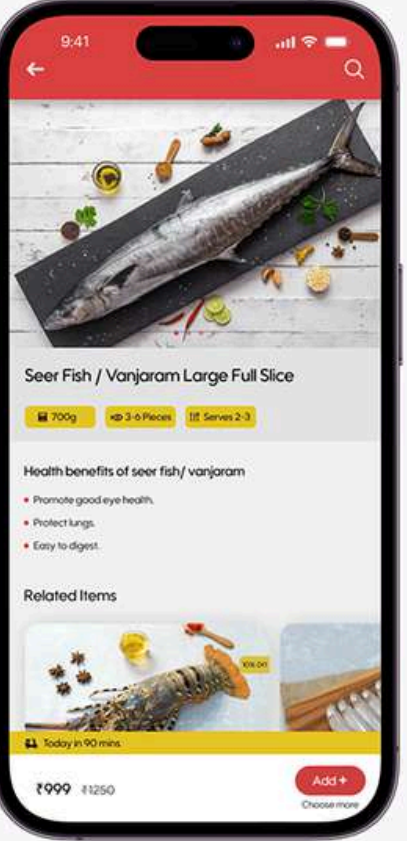 9:41
Seer Fish / Vanjaram Large Full Slice
700g 3-6 Pieces Serves 2-3
Health benefits of seer fish/ vanjaram
Promote good eye health.
Protect lungs.
Easy to digest.
Related Items
10% Off
Today in 90 mins
₹999 ₹1250 Add +
Choose more